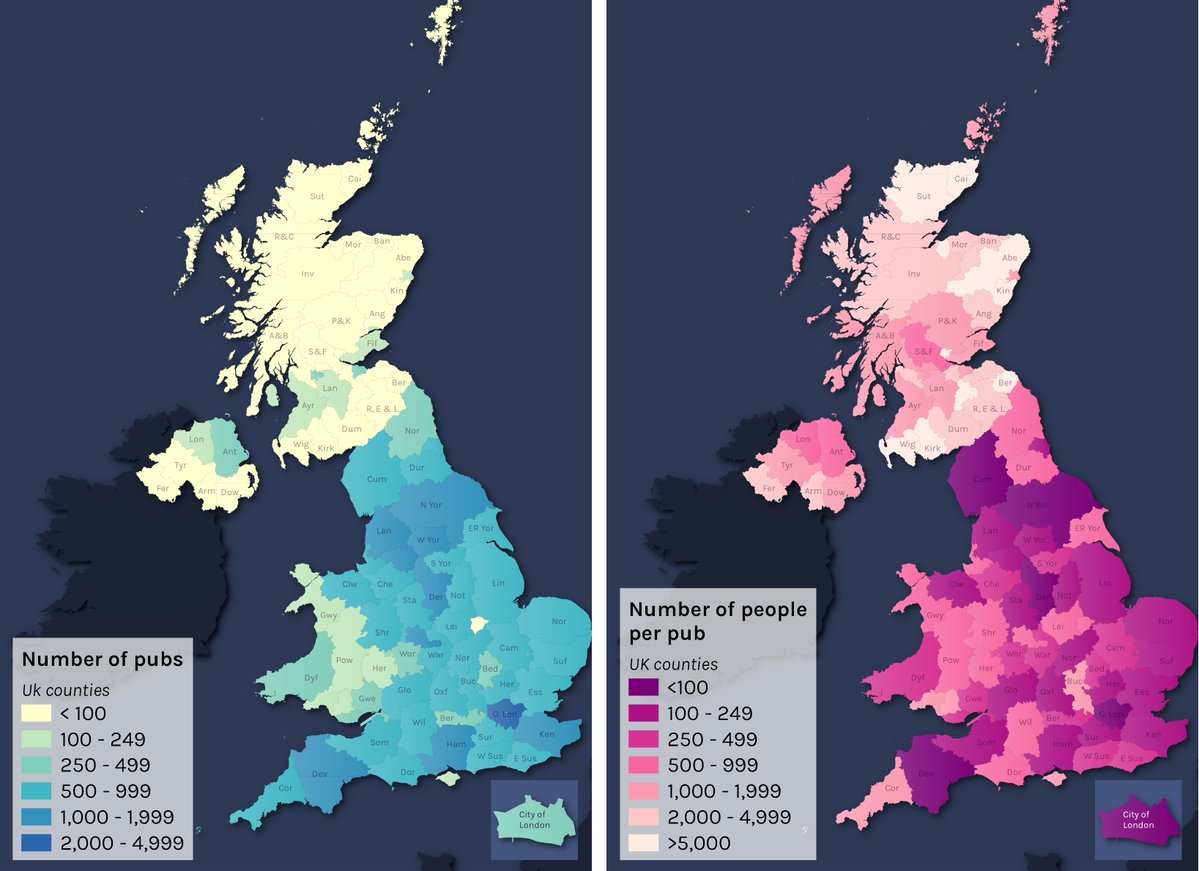 Cai
Sut
R&C
Mor
Ban
Abe
Inv
Kin
Ang
P&K
A&B
Fif
S&F
Lan
Ber
Ayr
R, E & L
Dum
Wig
Kirk
Nor
Lon
Ant
Tyr
Fer
Arm
Dow
Cum
Dur
N Yor
Lan
W Yor
ER Yor
S Yor
Clw
Che
Der
Not
Lin
Sta
Gwy
Shr
Lei
Nor
Pow
Her
Wor
War
Nor
Cam
Suf
Bed
Dyf
Gwe
Glo
Oxf
Buc
Her
Ess
G. Lon
Wil
Ber
Ken
Som
Ham
Sur
W Sus
E Sus
Dev
Dor
Cor
Number of pubs
Uk counties
< 100
100 - 249
250 - 499
500 - 999
1,000 - 1,999
2,000 - 4,999
City of
London
Cai
Sut
R&C
Mor
Ban
Abe
Inv
Kin
Ang
P&K
A&B
Fif
S&F
Lan
Ber
Ayr
R, E & L
Dum
Wig
Kirk
Nor
Lon
Ant
Tyr
Fer
Arm
Dow
Cum
Dur
N Yor
Lan
W Yor
ER Yor
S Yor
Clw
Che
Der
Not
Lin
Sta
Gwy
Shr
Lei
Nor
Pow
Her
Wor
War
Nor
Cam
Suf
Bed
Dyf
Gwe
Glo
Oxf
Buc
Her
Ess
G. Lon
Wil
Ber
Ken
Som
Ham
Sur
W Sus
E Sus
Dev
Dor
Cor
Number of people
per pub
UK counties
<100
100 - 249
250 - 499
500 - 999
1,000 - 1,999
2,000 - 4,999
>5,000
City of
London